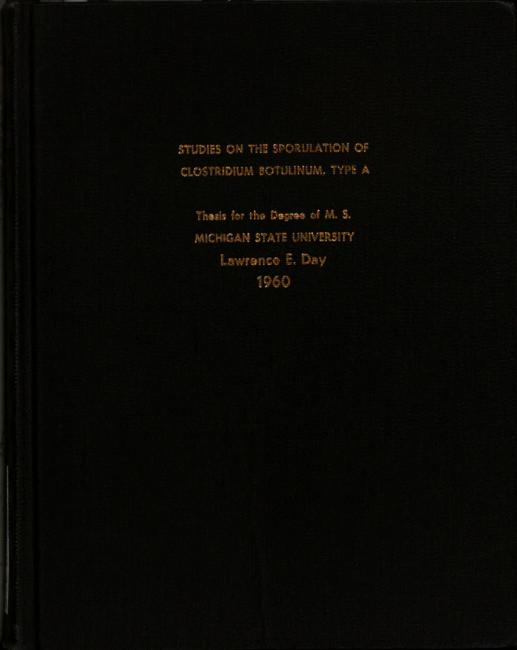 STUDIES ON THE SPORULATION OF
CLOSTRIDIUM BOTULINUM, TYPE A
Thesis for the Degree of M. S.
MICHIGAN STATE UNIVERSITY
Lawrence E. Day
1960